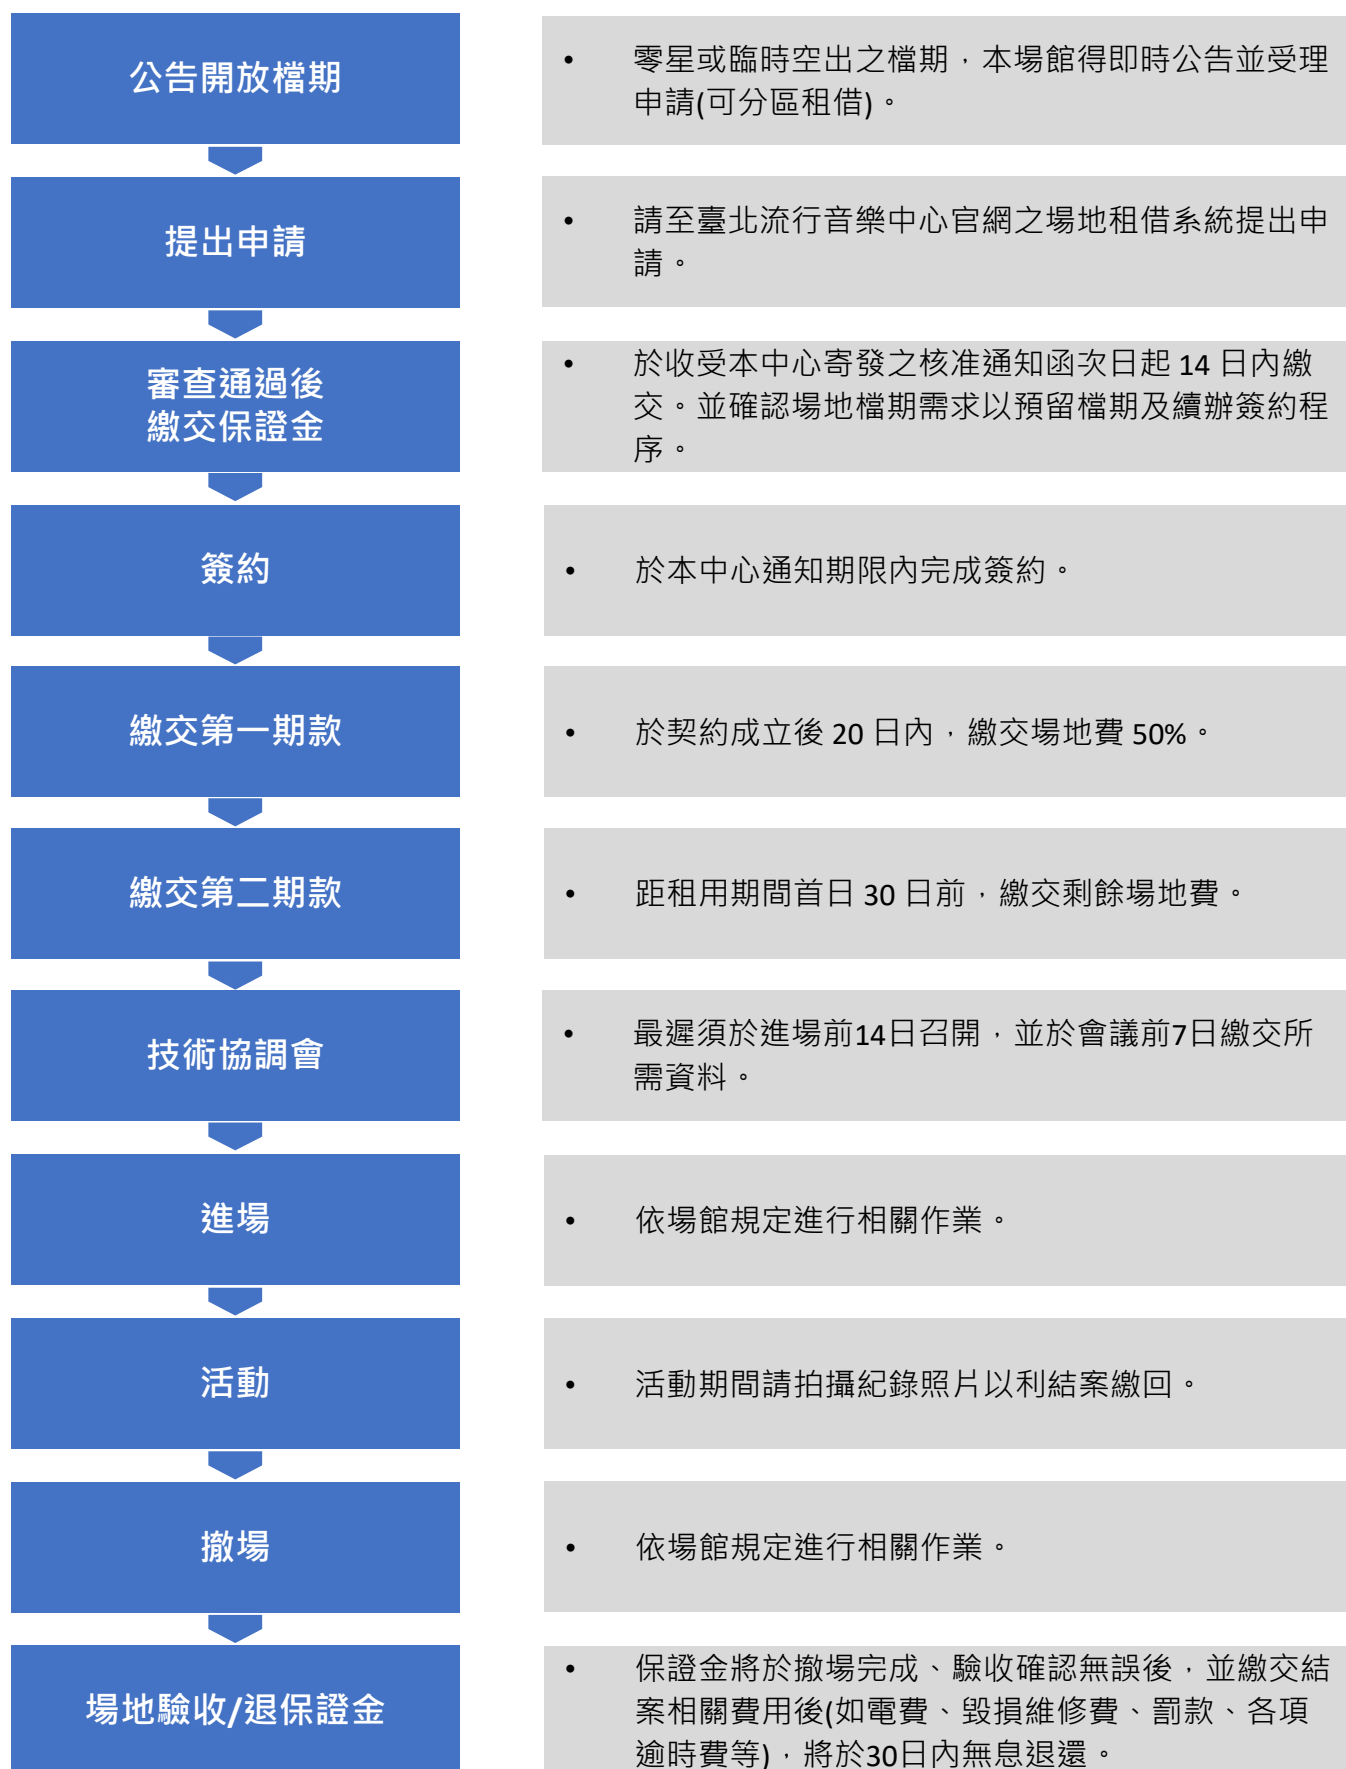 公告開放檔期
• 零星或臨時空出之檔期，本場館得即時公告並受理
申請(可分區租借)。
提出申請
• 請至臺北流行音樂中心官網之場地租借系統提出申
請。
審查通過後
繳交保證金
• 於收受本中心寄發之核准通知函次日起 14 日內繳
交。並確認場地檔期需求以預留檔期及續辦簽約程
序。
簽約
• 於本中心通知期限內完成簽約。
繳交第一期款
• 於契約成立後 20 日內，繳交場地費 50%。
繳交第二期款
• 距租用期間首日 30 日前，繳交剩餘場地費。
技術協調會
• 最遲須於進場前14日召開，並於會議前7日繳交所
需資料。
進場
• 依場館規定進行相關作業。
活動
• 活動期間請拍攝紀錄照片以利結案繳回。
撤場
• 依場館規定進行相關作業。
場地驗收/退保證金
• 保證金將於撤場完成、驗收確認無誤後，並繳交結
案相關費用後(如電費、毀損維修費、罰款、各項
逾時費等)，將於30日內無息退還。